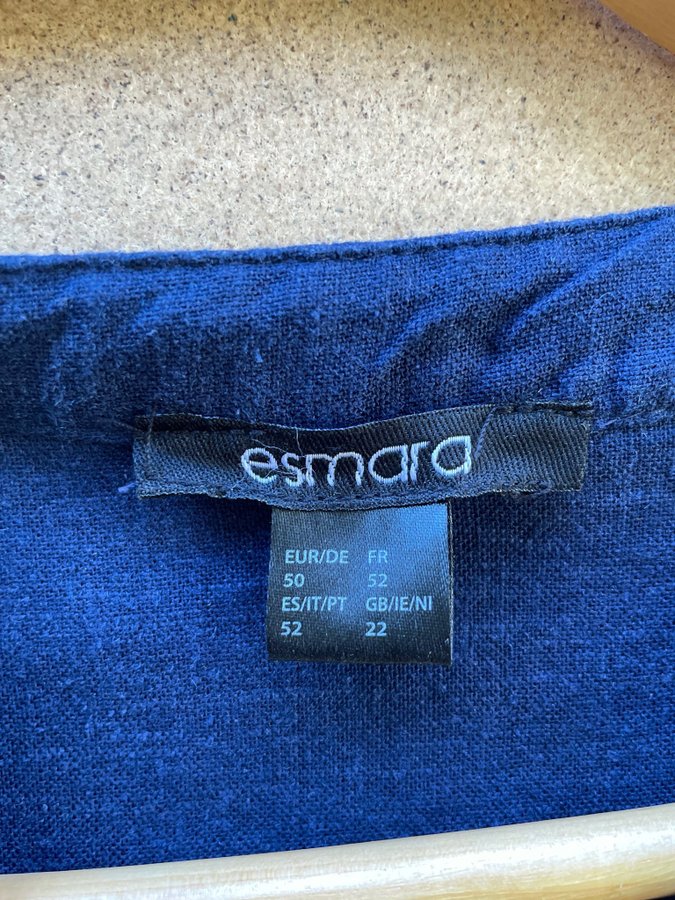 esmara
EUR/DE FR
50 52
ES/IT/PT GB/IE/NI
52 22